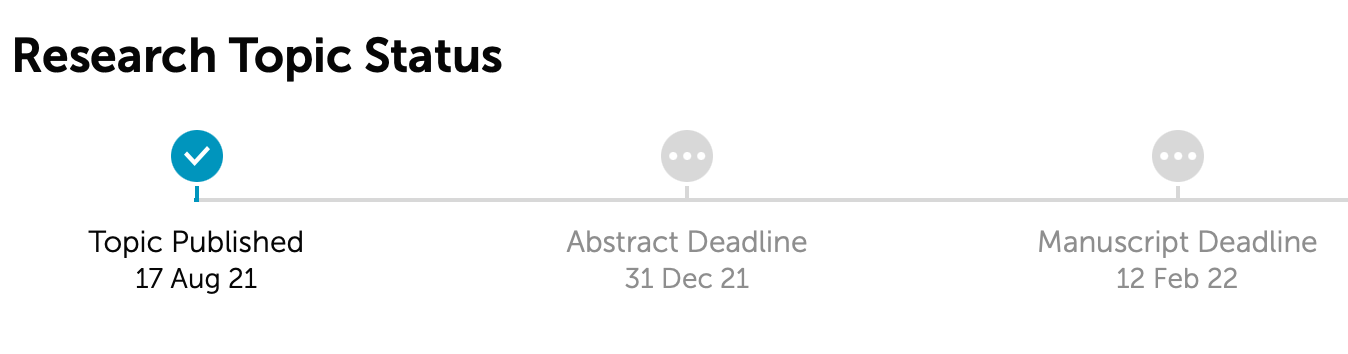 Research Topic Status
Topic Published
17 Aug 21
Abstract Deadline
31 Dec 21
Manuscript Deadline
12 Feb 22